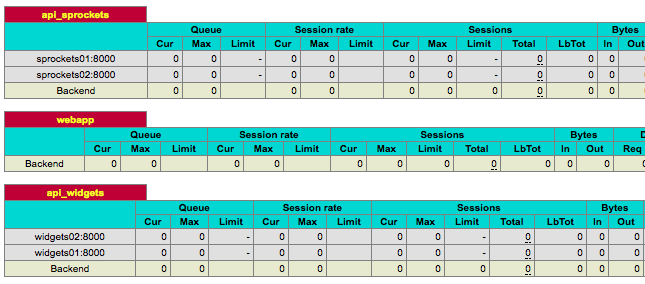 api_sprockets
Queue Session rate Sessions Bytes
Cur Max Limit Cur Max Limit Cur Max Limit Total LbTot In Out
sprockets01:8000 0 0 - 0 0 0 0 - 0 0 0 0
sprockets02:8000 0 0 - 0 0 0 0 - 0 0 0 0
Backend 0 0 0 0 0 0 0 0 0 0 0
webapp
Queue Session rate Sessions Bytes D
Cur Max Limit Cur Max Limit Cur Max Limit Total LbTot In Out Req
Backend 0 0 0 0 0 0 0 0 0 0 0 0
api_widgets
Queue Session rate Sessions Bytes
Cur Max Limit Cur Max Limit Cur Max Limit Total LbTot In Out
widgets02:8000 0 0 - 0 0 0 0 - 0 0 0 0
widgets01:8000 0 0 - 0 0 0 0 - 0 0 0 0
Backend 0 0 0 0 0 0 0 0 0 0 0